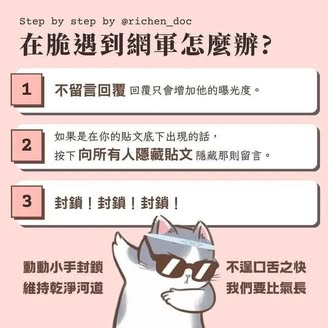 Step by step by @richen_doc
在脆遇到網軍怎麼辦?
1 不留言回覆 回覆只會增加他的曝光度。
2 如果是在你的貼文底下出現的話，
按下 向所有人隱藏貼文 隱藏那則留言。
3 封鎖！封鎖！封鎖！
動動小手封鎖
維持乾淨河道
不逞口舌之快
我們要比氣長